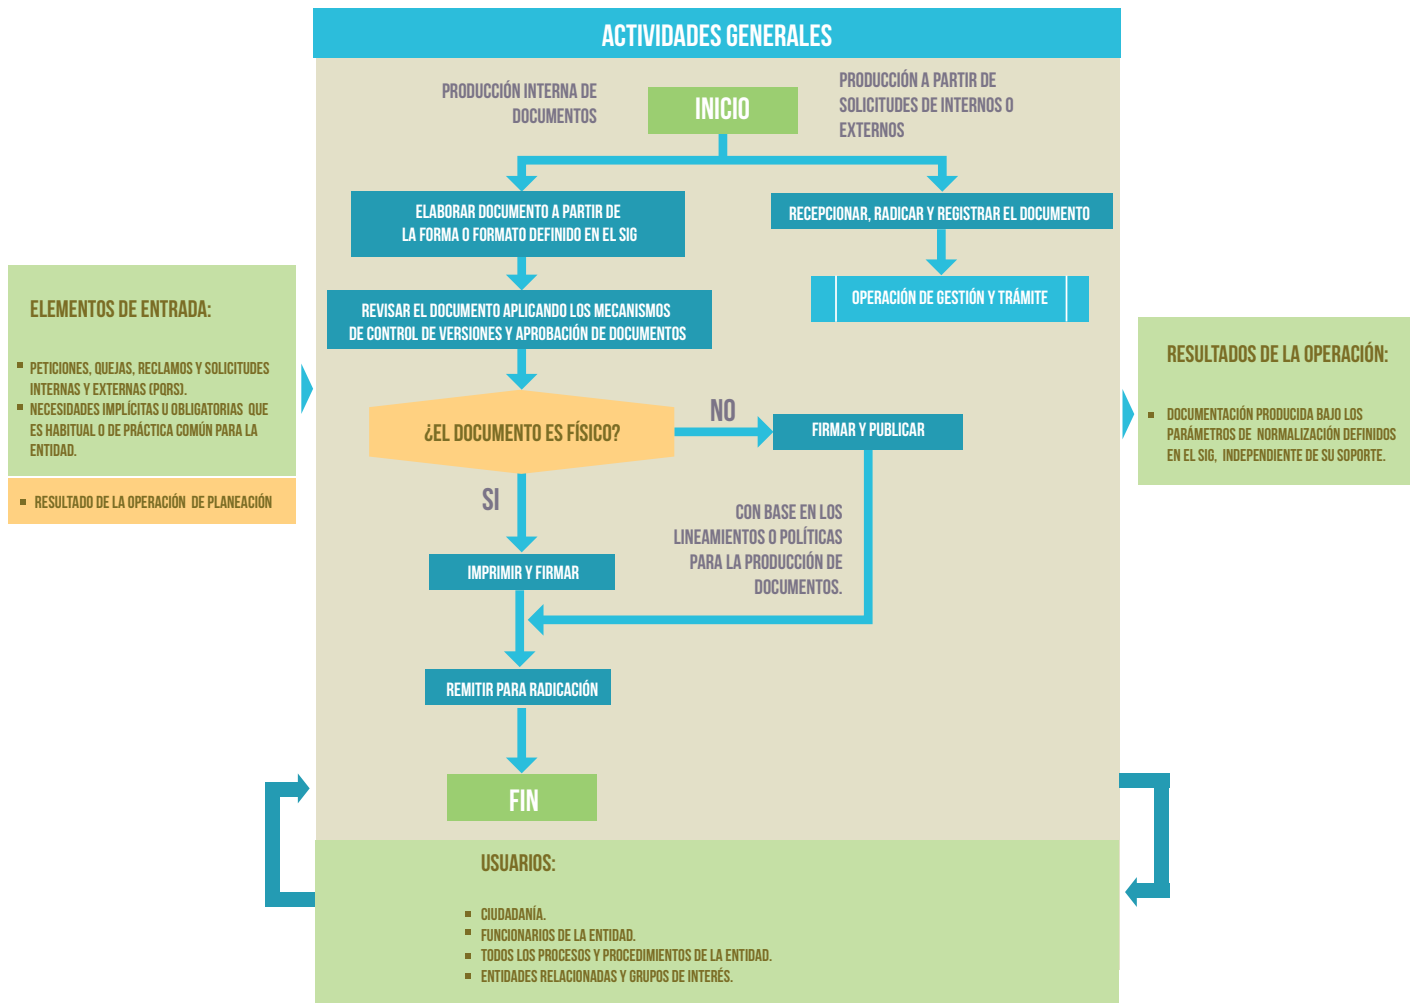 ACTIVIDADES GENERALES
PRODUCCIÓN INTERNA DE
DOCUMENTOS
INICIO
PRODUCCIÓN A PARTIR DE
SOLICITUDES DE INTERNOS O
EXTERNOS
ELABORAR DOCUMENTO A PARTIR DE
LA FORMA O FORMATO DEFINIDO EN EL SIG
RECEPCIONAR, RADICAR Y REGISTRAR EL DOCUMENTO
REVISAR EL DOCUMENTO APLICANDO LOS MECANISMOS
DE CONTROL DE VERSIONES Y APROBACIÓN DE DOCUMENTOS
OPERACIÓN DE GESTIÓN Y TRÁMITE
ELEMENTOS DE ENTRADA:
PETICIONES, QUEJAS, RECLAMOS Y SOLICITUDES
INTERNAS Y EXTERNAS (PQRS).
NECESIDADES IMPLÍCITAS U OBLIGATORIAS QUE
ES HABITUAL O DE PRÁCTICA COMÚN PARA LA
ENTIDAD.
RESULTADO DE LA OPERACIÓN DE PLANEACIÓN
¿EL DOCUMENTO ES FÍSICO?
NO
FIRMAR Y PUBLICAR
SI
CON BASE EN LOS
LINEAMIENTOS O POLÍTICAS
PARA LA PRODUCCIÓN DE
DOCUMENTOS.
IMPRIMIR Y FIRMAR
REMITIR PARA RADICACIÓN
FIN
RESULTADOS DE LA OPERACIÓN:
DOCUMENTACIÓN PRODUCIDA BAJO LOS
PARÁMETROS DE NORMALIZACIÓN DEFINIDOS
EN EL SIG, INDEPENDIENTE DE SU SOPORTE.
USUARIOS:
CIUDADANÍA.
FUNCIONARIOS DE LA ENTIDAD.
TODOS LOS PROCESOS Y PROCEDIMIENTOS DE LA ENTIDAD.
ENTIDADES RELACIONADAS Y GRUPOS DE INTERÉS.